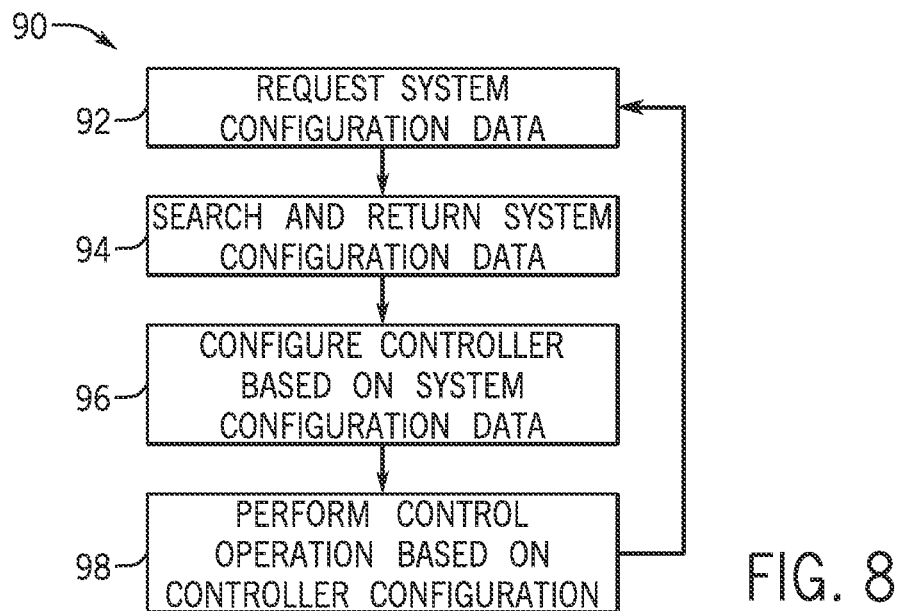 90
92
REQUEST SYSTEM
CONFIGURATION DATA
94
SEARCH AND RETURN SYSTEM
CONFIGURATION DATA
96
CONFIGURE CONTROLLER
BASED ON SYSTEM
CONFIGURATION DATA
98
PERFORM CONTROL
OPERATION BASED ON
CONTROLLER CONFIGURATION
FIG. 8